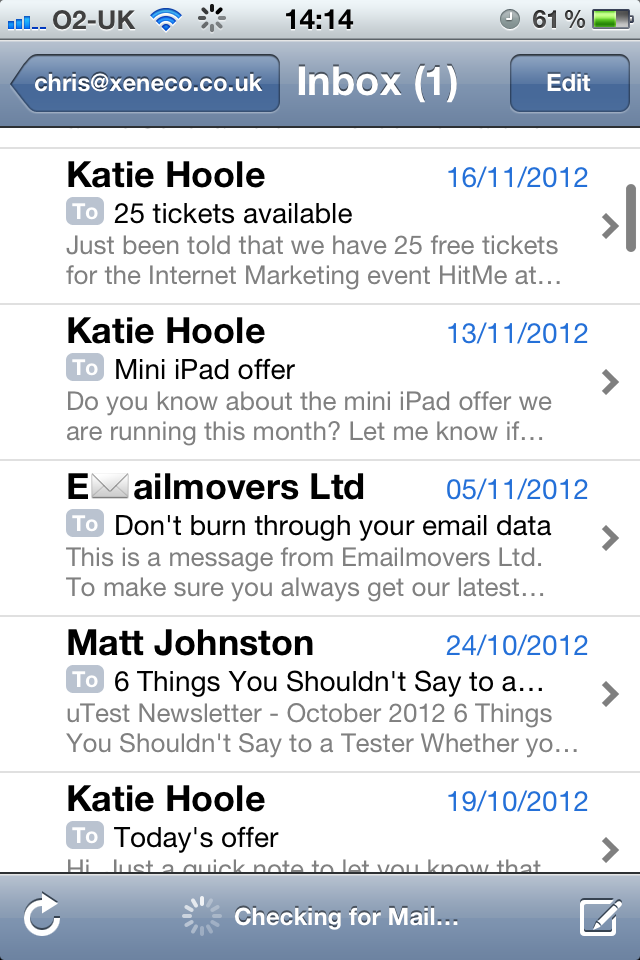 O2-UK 14:14 61 %
chris@xeneco.co.uk Inbox (1) Edit
Katie Hoole 16/11/2012
To 25 tickets available
Just been told that we have 25 free tickets
for the Internet Marketing event HitMe at...
Katie Hoole 13/11/2012
To Mini iPad offer
Do you know about the mini iPad offer we
are running this month? Let me know if...
E✉ailmovers Ltd 05/11/2012
To Don't burn through your email data
This is a message from Emailmovers Ltd.
To make sure you always get our latest...
Matt Johnston 24/10/2012
To 6 Things You Shouldn't Say to a...
uTest Newsletter - October 2012 6 Things
You Shouldn't Say to a Tester Whether yo...
Katie Hoole 19/10/2012
To Today's offer
Hi, Just a quick note to let you know that
Checking for Mail...